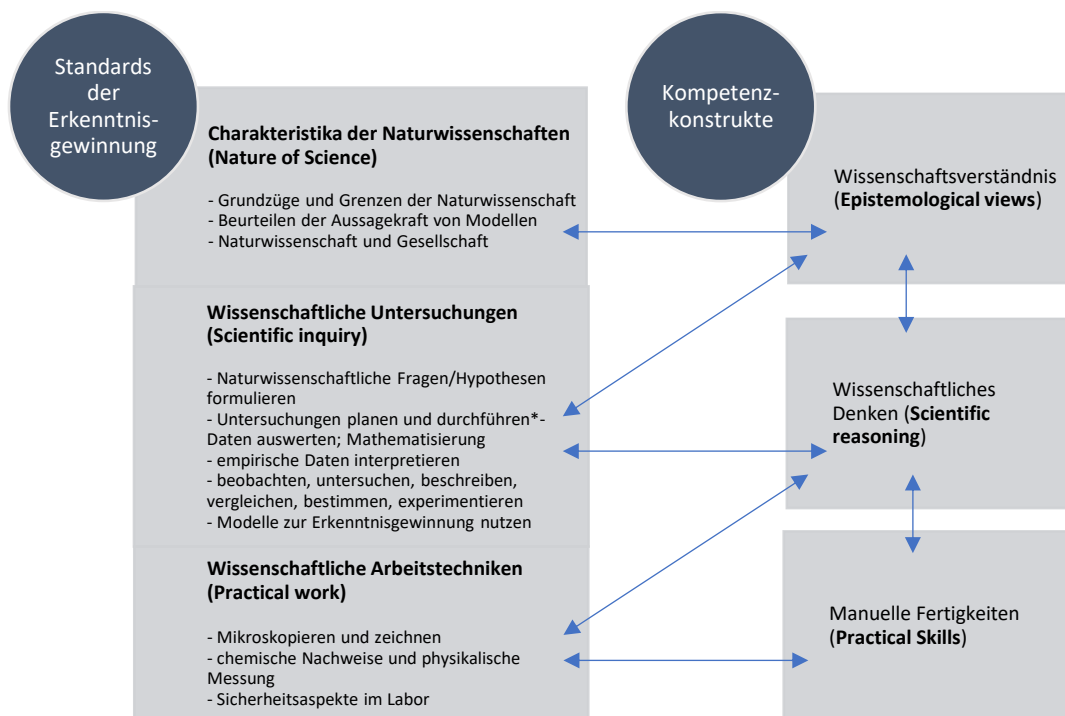 Standards
der
Erkenntnis-
gewinnung
Charakteristika der Naturwissenschaften
(Nature of Science)
- Grundzüge und Grenzen der Naturwissenschaft
- Beurteilen der Aussagekraft von Modellen
- Naturwissenschaft und Gesellschaft
Wissenschaftliche Untersuchungen
(Scientific inquiry)
- Naturwissenschaftliche Fragen/Hypothesen
formulieren
- Untersuchungen planen und durchführen*-
Daten auswerten; Mathematisierung
- empirische Daten interpretieren
- beobachten, untersuchen, beschreiben,
vergleichen, bestimmen, experimentieren
- Modelle zur Erkenntnisgewinnung nutzen
Wissenschaftliche Arbeitstechniken
(Practical work)
- Mikroskopieren und zeichnen
- chemische Nachweise und physikalische
Messung
- Sicherheitsaspekte im Labor
Kompetenz-
konstrukte
Wissenschaftsverständnis
(Epistemological views)
Wissenschaftliches
Denken (Scientific
reasoning)
Manuelle Fertigkeiten
(Practical Skills)